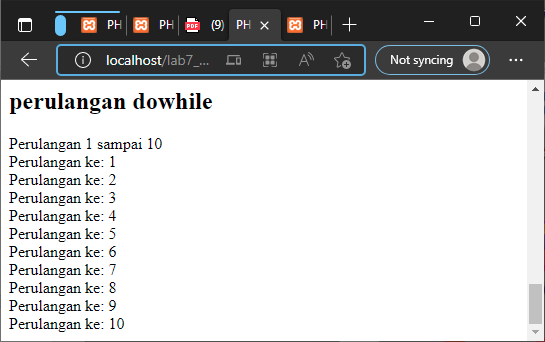 PH PH PDF (9) PH PH
localhost/lab7_... A Not syncing
perulangan dowhile
Perulangan 1 sampai 10
Perulangan ke: 1
Perulangan ke: 2
Perulangan ke: 3
Perulangan ke: 4
Perulangan ke: 5
Perulangan ke: 6
Perulangan ke: 7
Perulangan ke: 8
Perulangan ke: 9
Perulangan ke: 10